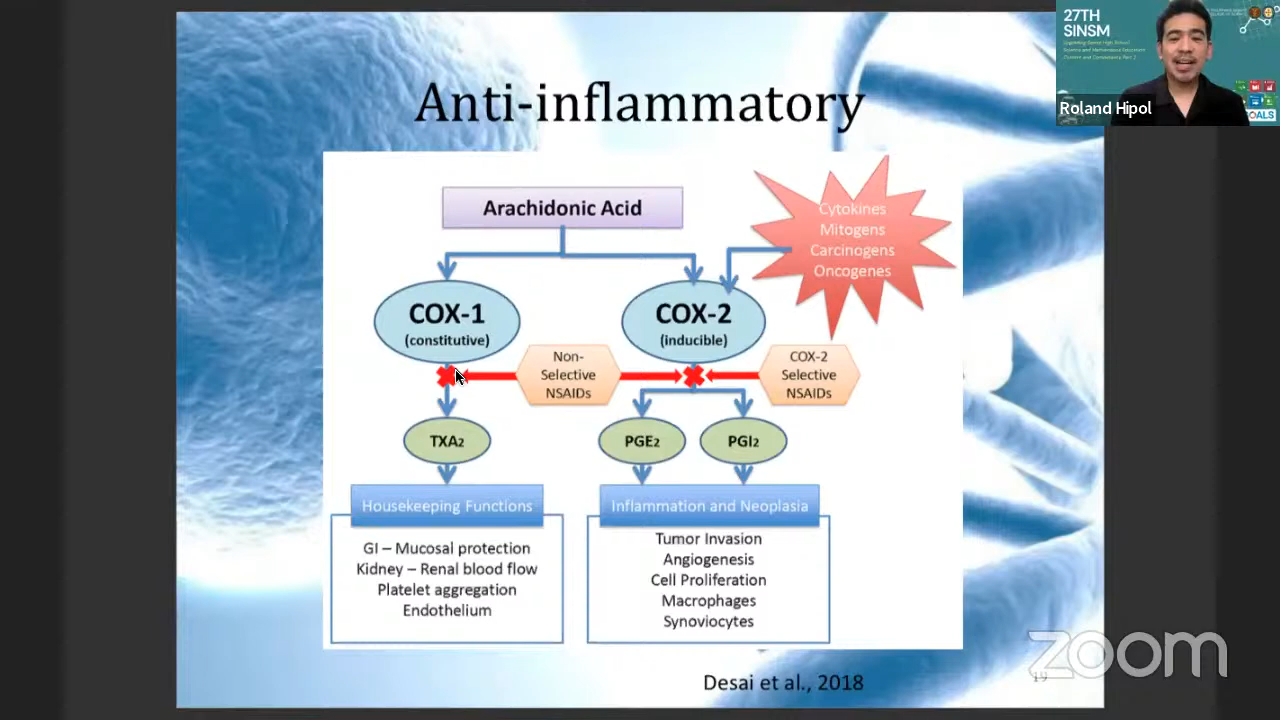 Anti-inflammatory
Arachidonic Acid
Cytokines
Mitogens
Carcinogens
Oncogenes
COX-1
(constitutive)
COX-2
(inducible)
Non-
Selective
NSAIDs
COX-2
Selective
NSAIDs
TXA2
PGE2
PGI2
Housekeeping Functions
GI – Mucosal protection
Kidney – Renal blood flow
Platelet aggregation
Endothelium
Inflammation and Neoplasia
Tumor Invasion
Angiogenesis
Cell Proliferation
Macrophages
Synoviocytes
Desai et al., 2018
19
27TH
SINSM
Roland Hipol
zoom